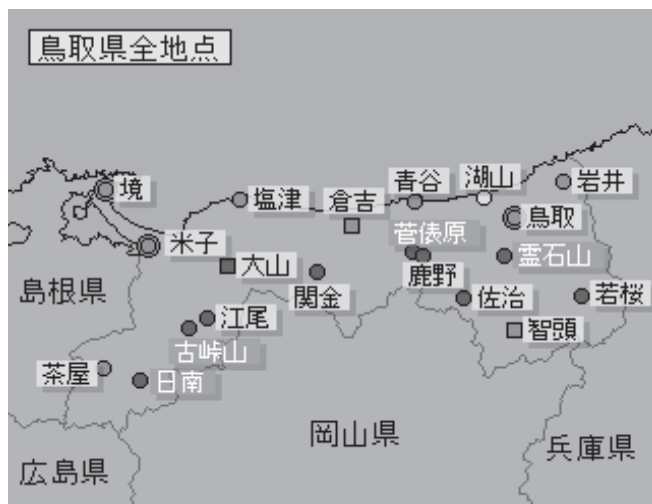 鳥取県全地点
境
塩津
倉吉
青谷
湖山
岩井
鳥取
米子
大山
菅俵原
霊石山
関金
鹿野
佐治
若桜
島根県
江尾
智頭
古峠山
茶屋
日南
岡山県
兵庫県
広島県